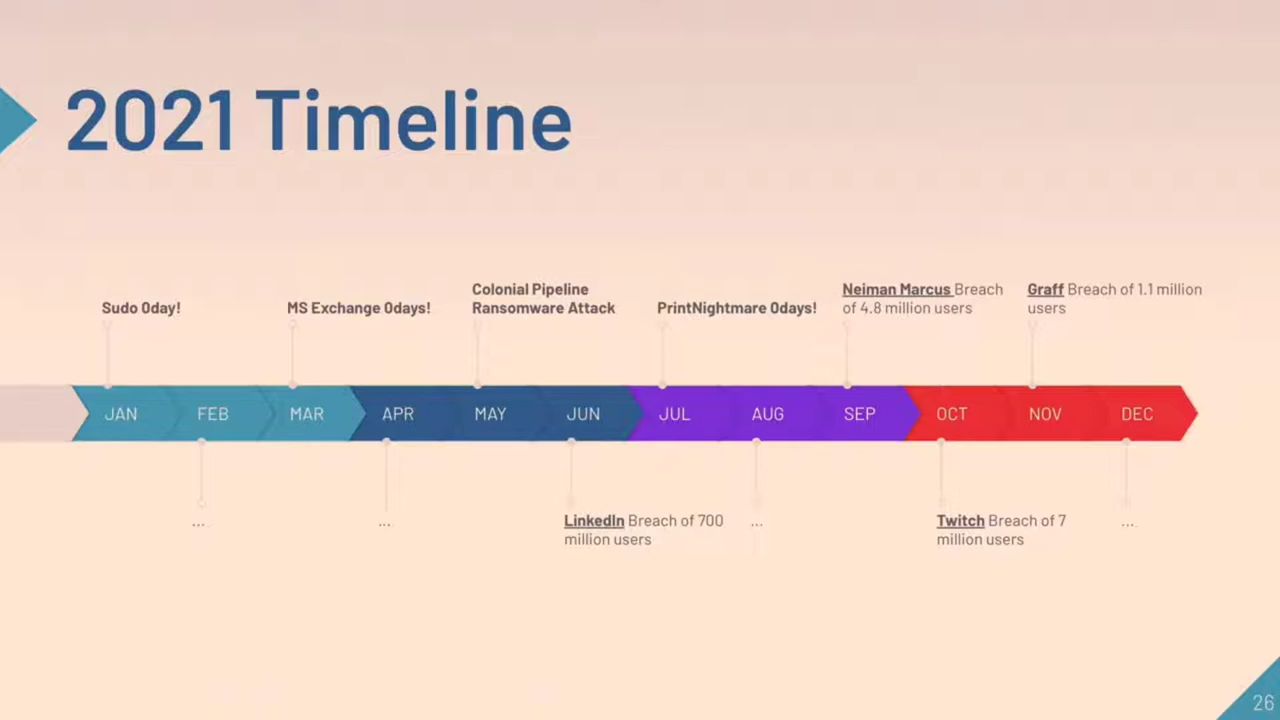 2021 Timeline
Sudo 0day!
MS Exchange 0days!
Colonial Pipeline
Ransomware Attack
PrintNightmare 0days!
Neiman Marcus Breach
of 4.8 million users
Graff Breach of 1.1 million
users
JAN FEB MAR APR MAY JUN JUL AUG SEP OCT NOV DEC
...
...
LinkedIn Breach of 700
million users
...
Twitch Breach of 7
million users
...
26